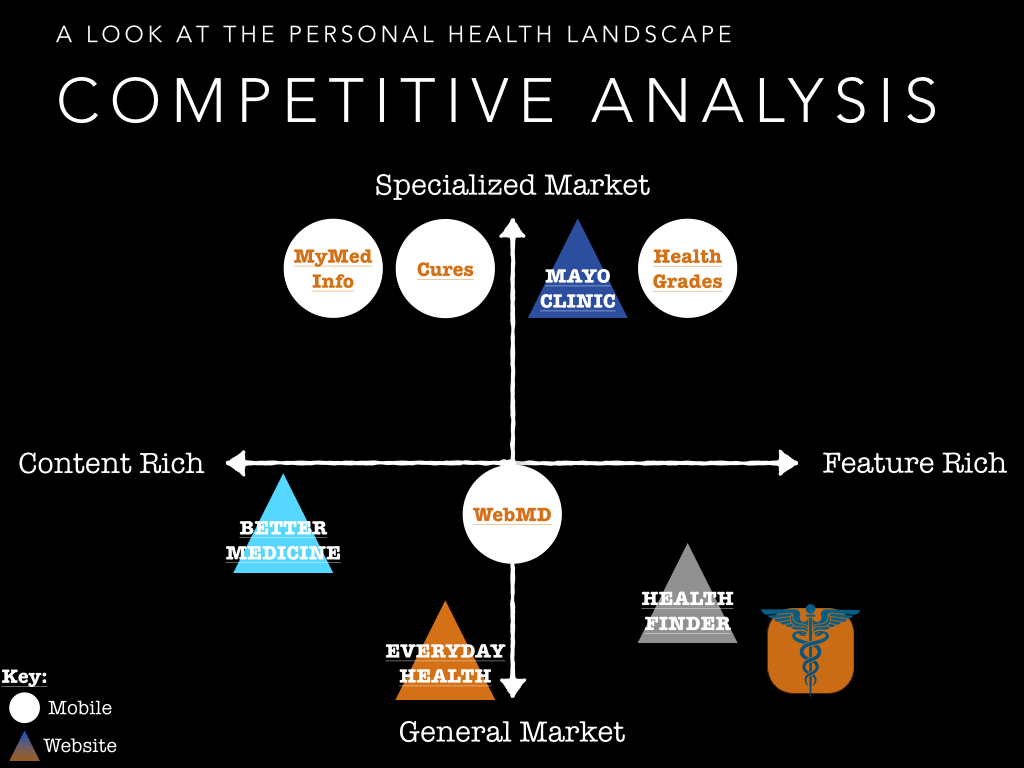 A LOOK AT THE PERSONAL HEALTH LANDSCAPE
COMPETITIVE ANALYSIS
Specialized Market
MyMed
Info
Cures
MAYO
CLINIC
Health
Grades
Content Rich
Feature Rich
WebMD
BETTER
MEDICINE
HEALTH
FINDER
EVERYDAY
HEALTH
General Market
Key:
Mobile
Website